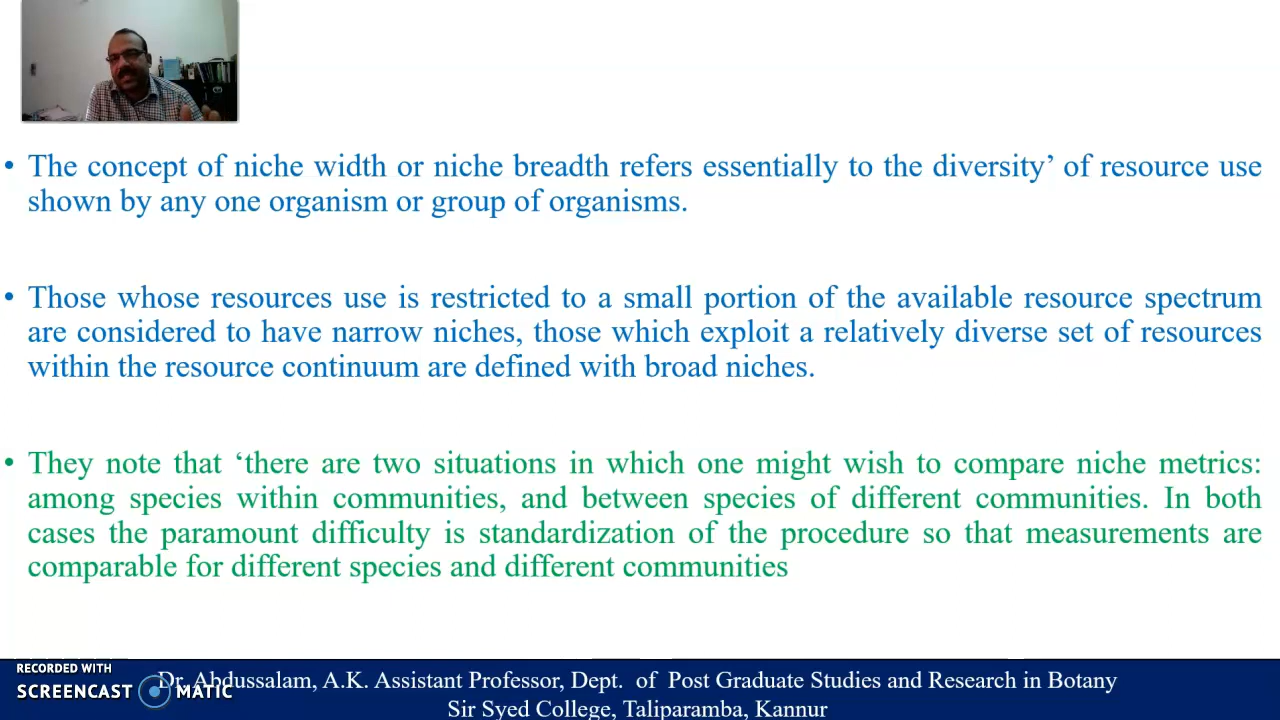 • The concept of niche width or niche breadth refers essentially to the diversity’ of resource use
shown by any one organism or group of organisms.
• Those whose resources use is restricted to a small portion of the available resource spectrum
are considered to have narrow niches, those which exploit a relatively diverse set of resources
within the resource continuum are defined with broad niches.
• They note that ‘there are two situations in which one might wish to compare niche metrics:
among species within communities, and between species of different communities. In both
cases the paramount difficulty is standardization of the procedure so that measurements are
comparable for different species and different communities
RECORDED WITH
SCREENCAST MATIC
Dr. Abdussalam, A.K. Assistant Professor, Dept. of Post Graduate Studies and Research in Botany
Sir Syed College, Taliparamba, Kannur